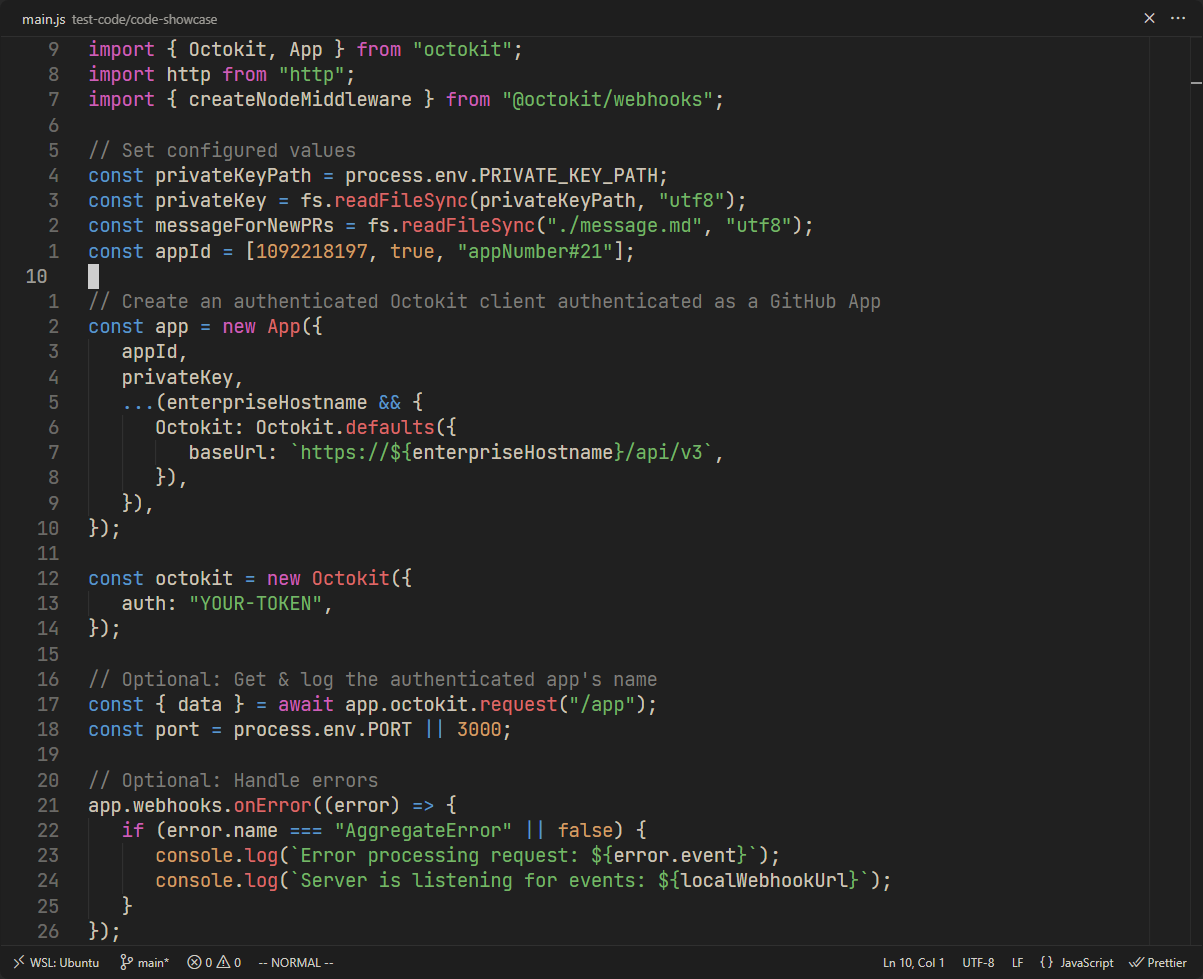 main.js test-code/code-showcase
9 import { Octokit, App } from "octokit";
8 import http from "http";
7 import { createNodeMiddleware } from "@octokit/webhooks";
6
5 // Set configured values
4 const privateKeyPath = process.env.PRIVATE_KEY_PATH;
3 const privateKey = fs.readFileSync(privateKeyPath, "utf8");
2 const messageForNewPRs = fs.readFileSync("./message.md", "utf8");
1 const appId = [1092218197, true, "appNumber#21"];
10
1 // Create an authenticated Octokit client authenticated as a GitHub App
2 const app = new App({
3    appId,
4    privateKey,
5    ...(enterpriseHostname && {
6       Octokit: Octokit.defaults({
7          baseUrl: `https://${enterpriseHostname}/api/v3`,
8       }),
9    }),
10 });
11
12 const octokit = new Octokit({
13    auth: "YOUR-TOKEN",
14 });
15
16 // Optional: Get & log the authenticated app's name
17 const { data } = await app.octokit.request("/app");
18 const port = process.env.PORT || 3000;
19
20 // Optional: Handle errors
21 app.webhooks.onError((error) => {
22    if (error.name === "AggregateError" || false) {
23       console.log(`Error processing request: ${error.event}`);
24       console.log(`Server is listening for events: ${localWebhookUrl}`);
25    }
26 });
WSL: Ubuntu main* 0 0 -- NORMAL -- Ln 10, Col 1 UTF-8 LF {} JavaScript Prettier